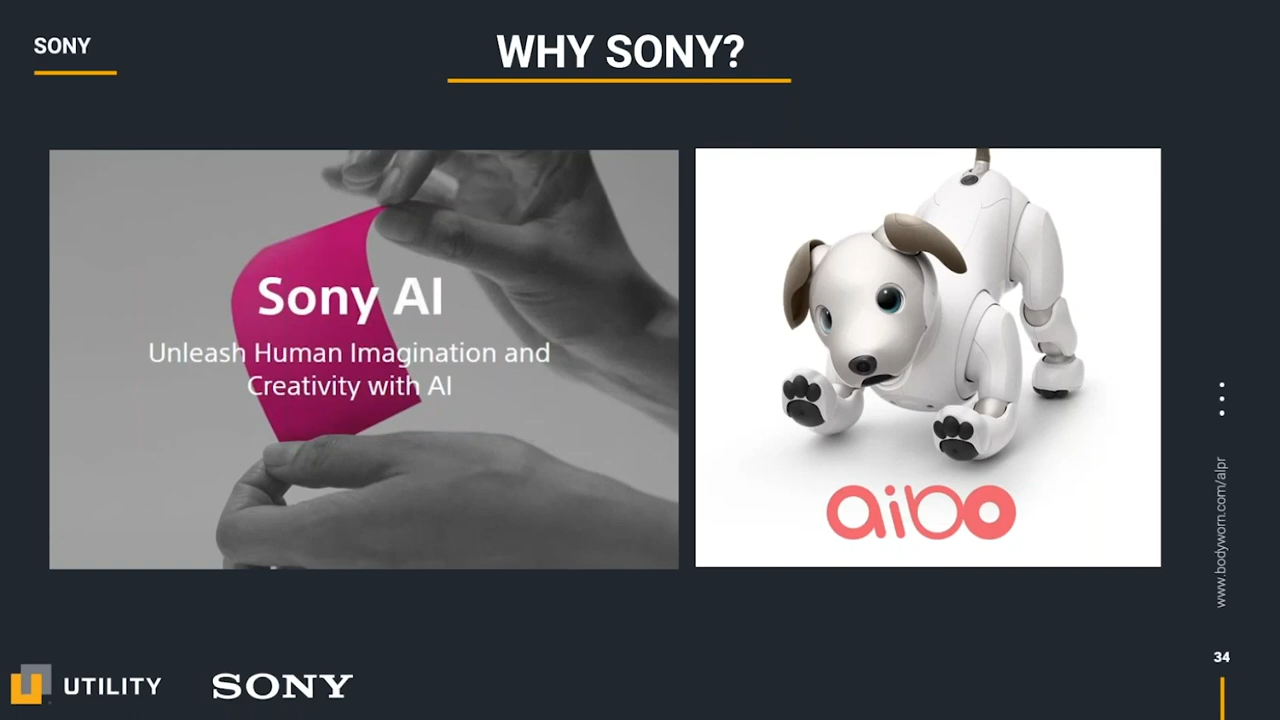 SONY
WHY SONY?
Sony AI
Unleash Human Imagination and
Creativity with AI
aibo
www.bodyworn.com/alpr
34
UTILITY
SONY